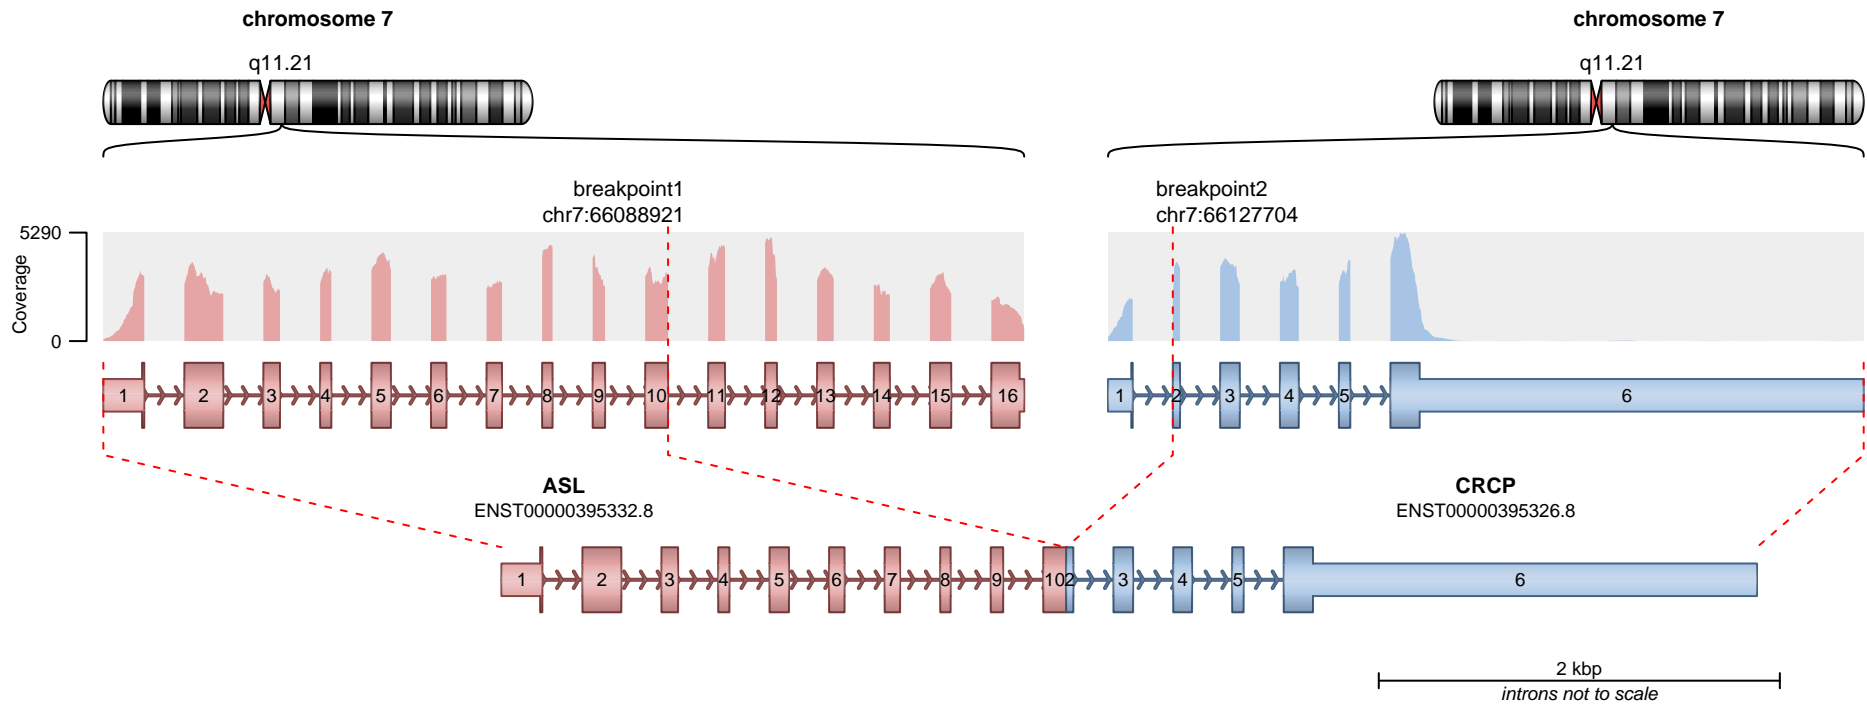 chromosome 7
chromosome 7
q11.21
q11.21
breakpoint1
chr7:66088921
breakpoint2
chr7:66127704
5290
Coverage
0
1 2 3 4 5 6 7 8 9 10 11 12 13 14 15 16
1 2 3 4 5 6
ASL
ENST00000395332.8
CRCP
ENST00000395326.8
1 2 3 4 5 6 7 8 9 10 2 3 4 5 6
2 kbp
introns not to scale